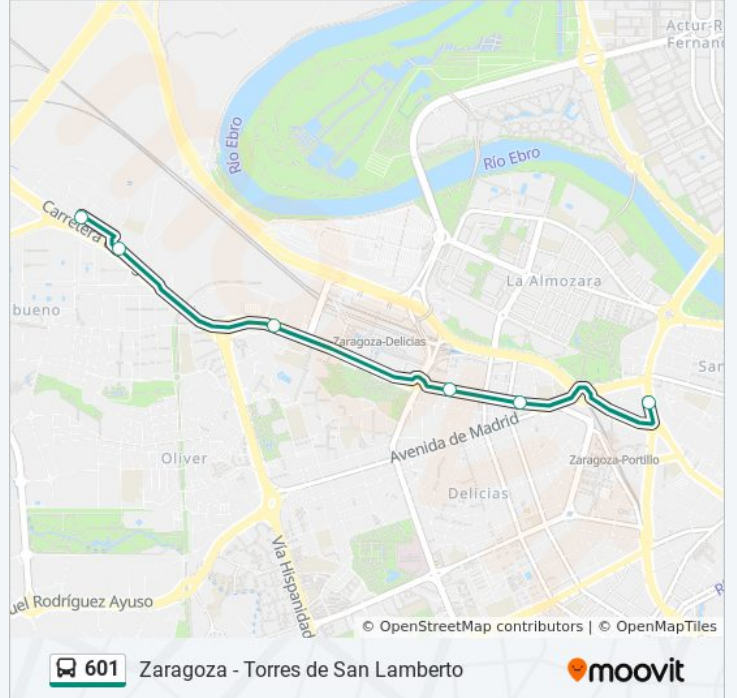 Actur-R
Fernand
Río Ebro
Río Ebro
Carretera
La Almozara
bueno
Zaragoza-Delicias
San
Avenida de Madrid
Oliver
Zaragoza-Portillo
Delicias
Vía Hispanidad
uel Rodríguez Ayuso
© OpenStreetMap contributors | © OpenMapTiles
601 Zaragoza - Torres de San Lamberto
moovit